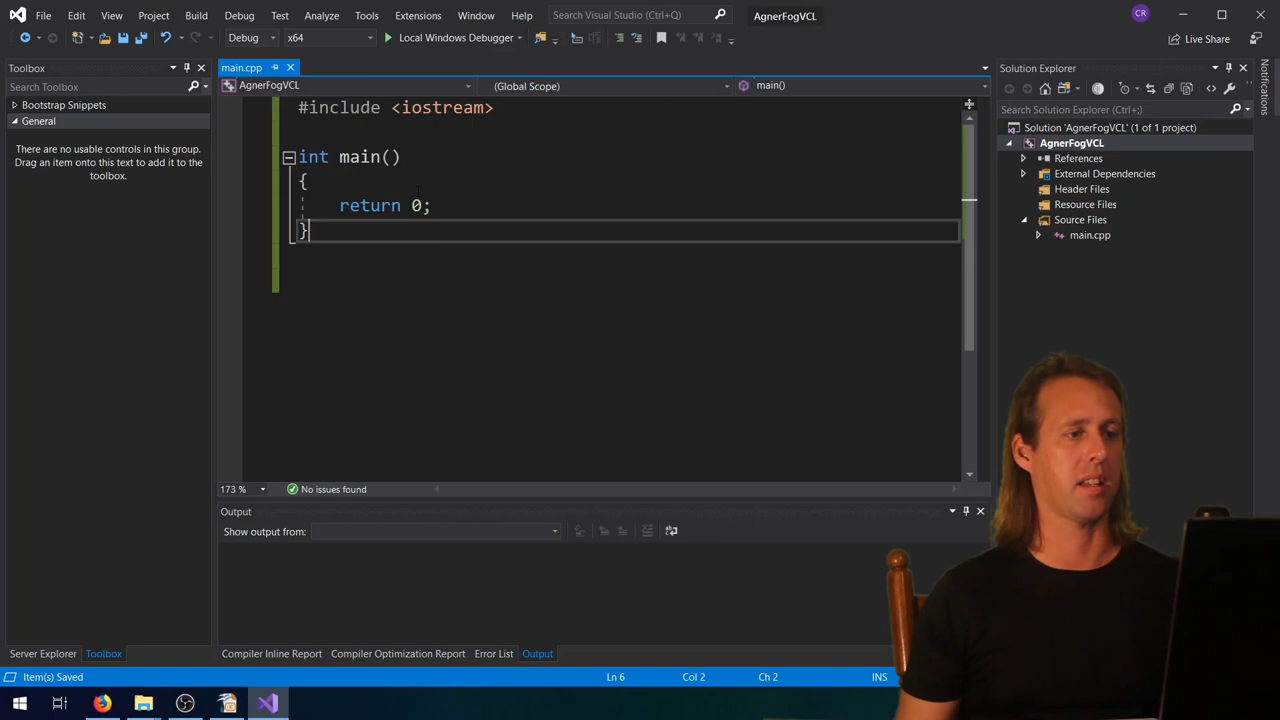 File Edit View Project Build Debug Test Analyze Tools Extensions Window Help Search Visual Studio (Ctrl+Q) AgnerFogVCL CR
Debug x64 Local Windows Debugger Live Share
Toolbox
Search Toolbox
Bootstrap Snippets
General
There are no usable controls in this group.
Drag an item onto this text to add it to the
toolbox.
Server Explorer Toolbox
main.cpp
AgnerFogVCL (Global Scope) main()
#include <iostream>
int main()
{
return 0;
}
173 % No issues found
Output
Show output from:
Compiler Inline Report Compiler Optimization Report Error List Output
Solution Explorer
Search Solution Explorer (Ctrl+;)
Solution 'AgnerFogVCL' (1 of 1 project)
AgnerFogVCL
References
External Dependencies
Header Files
Resource Files
Source Files
main.cpp
Notifications
Item(s) Saved Ln 6 Col 2 Ch 2 INS